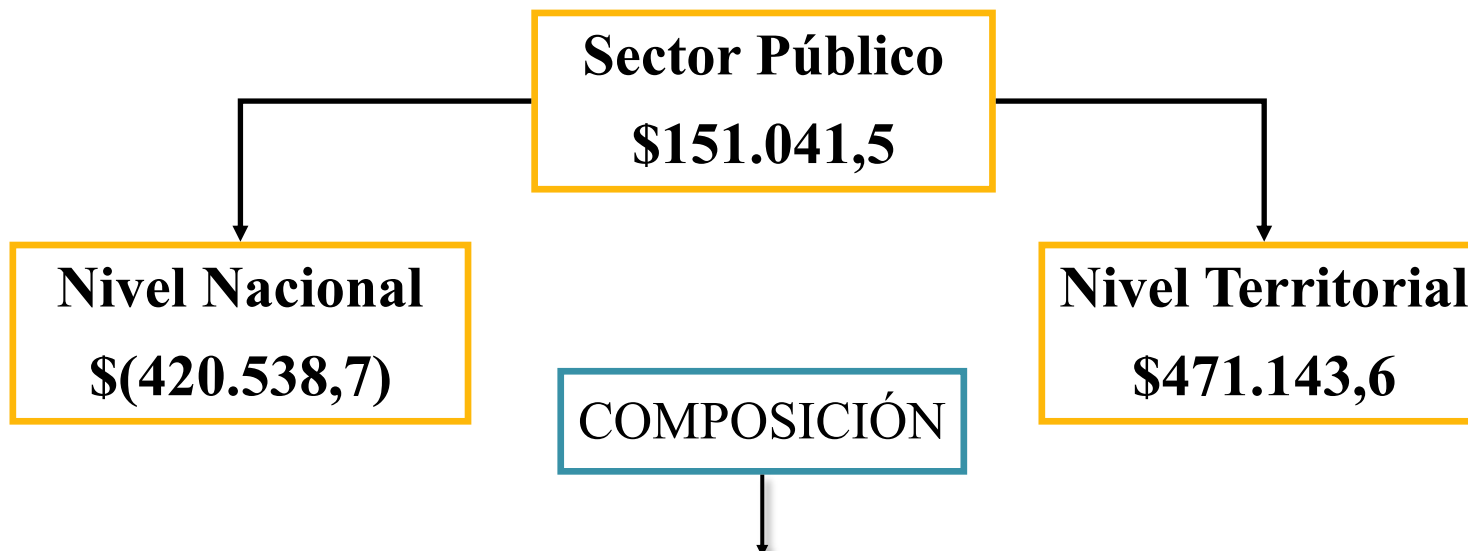 Sector Público
$151.041,5
Nivel Nacional
$(420.538,7)
Nivel Territorial
$471.143,6
COMPOSICIÓN